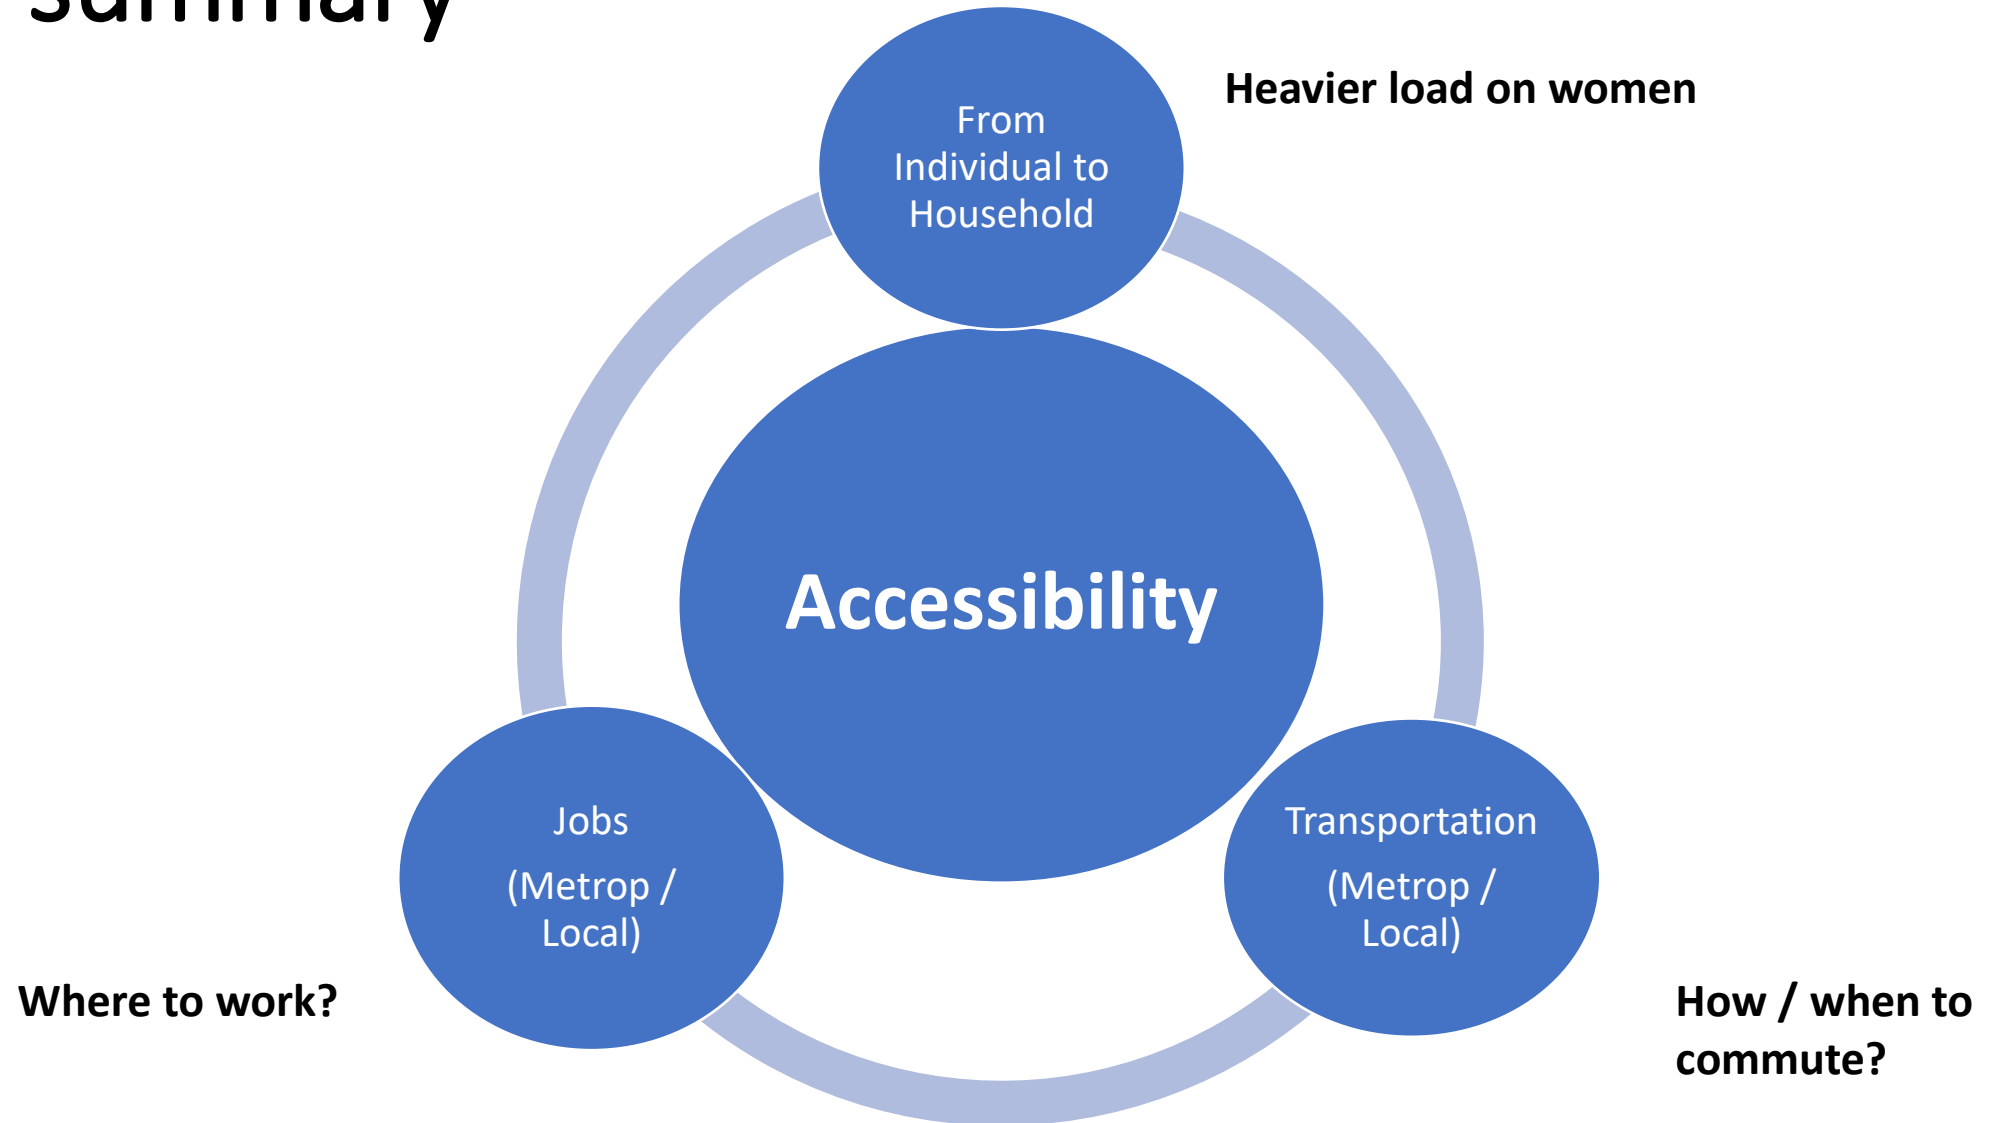 Summary
Heavier load on women
From
Individual to
Household
Accessibility
Jobs
(Metrop /
Local)
Transportation
(Metrop /
Local)
Where to work?
How / when to
commute?